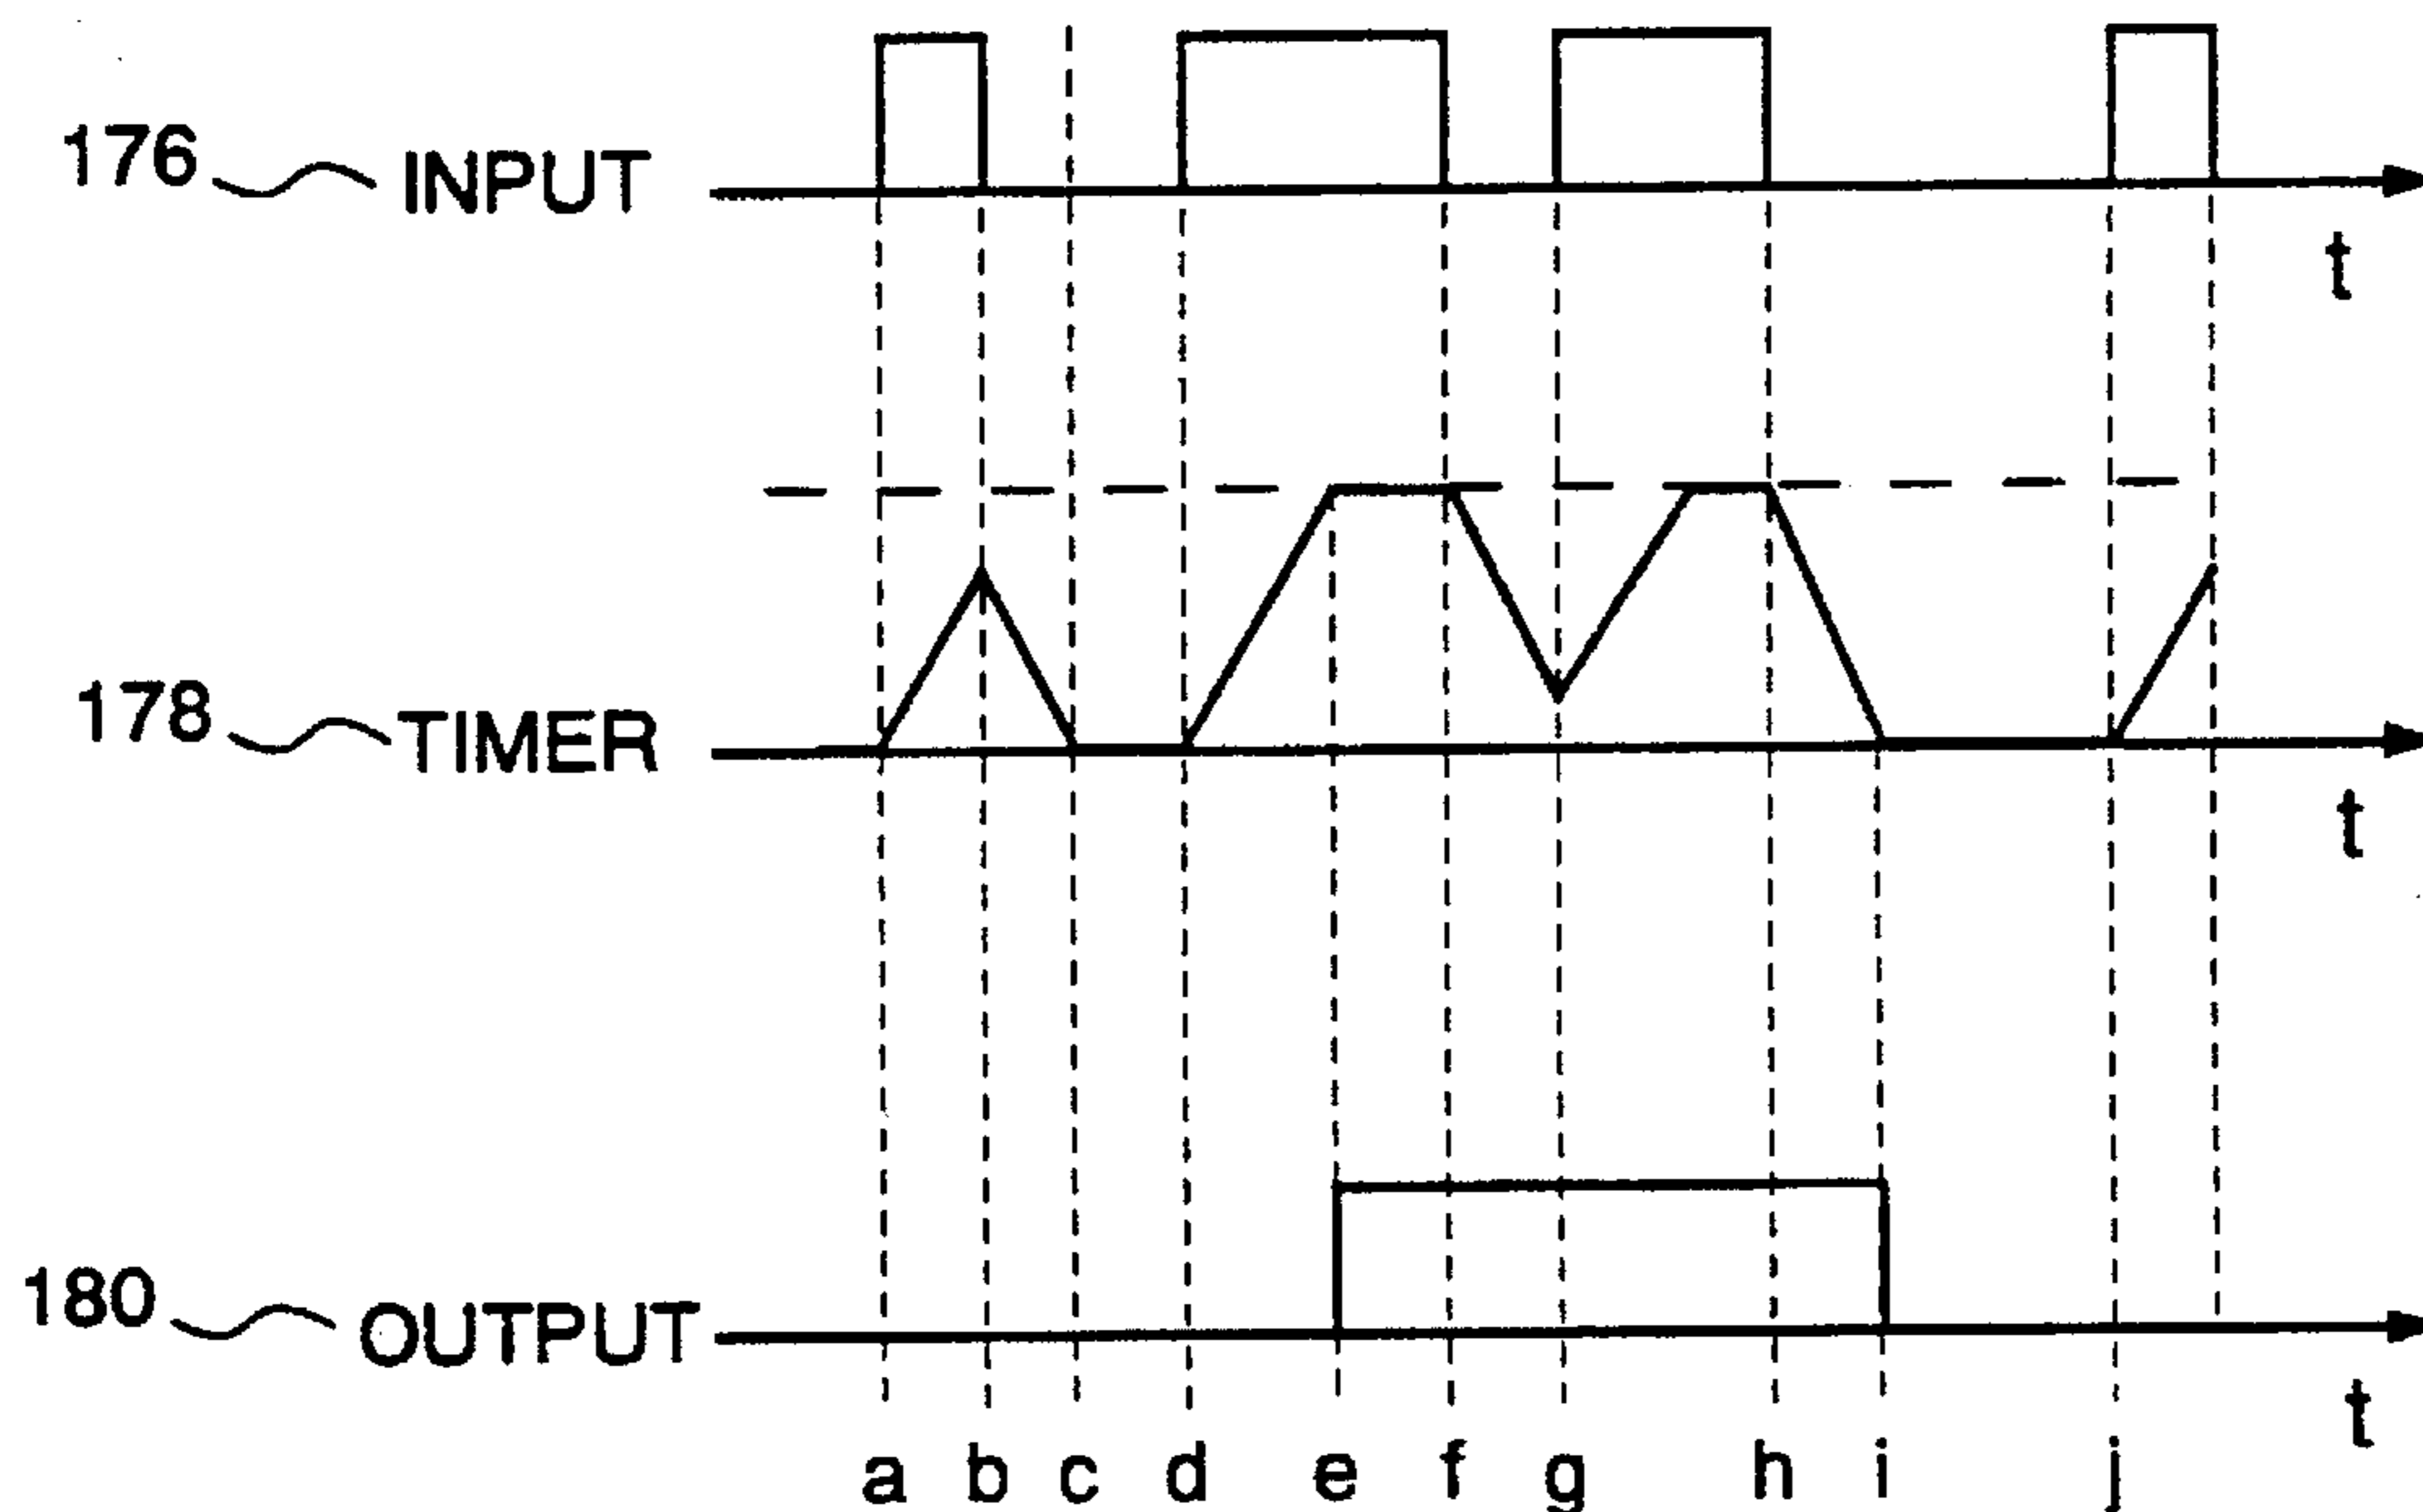 176 INPUT
t
178 TIMER
t
180 OUTPUT
t
a b c d e f g h i j